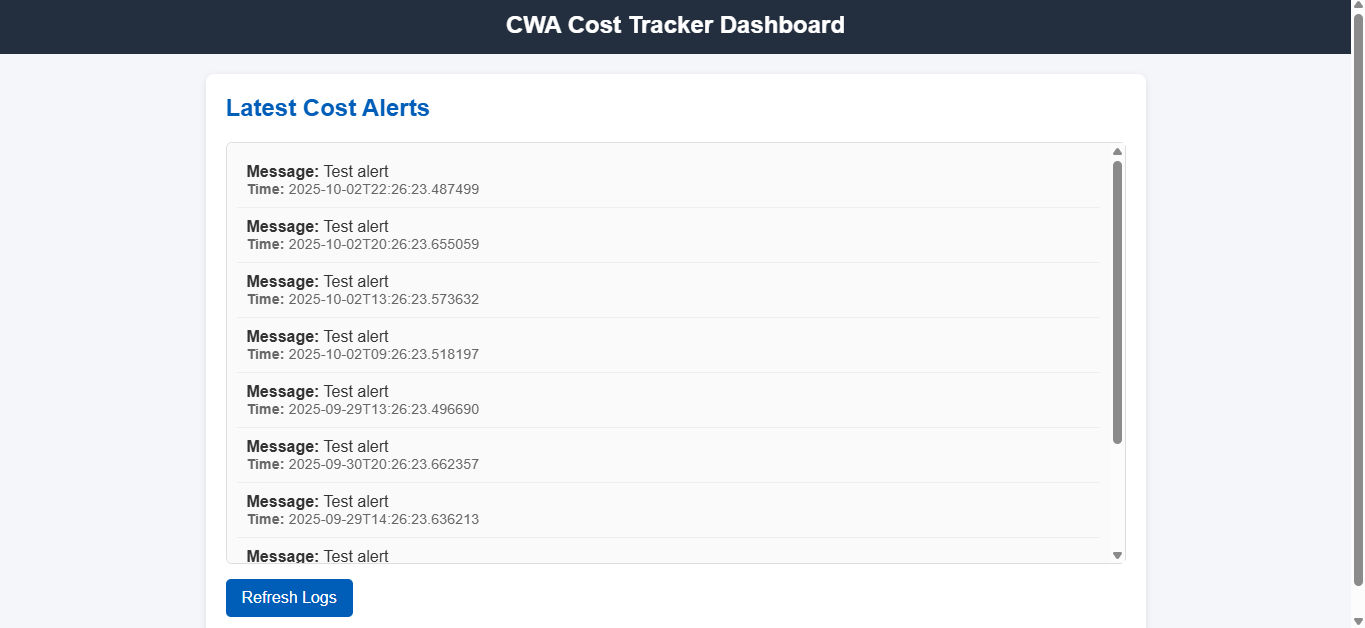 CWA Cost Tracker Dashboard
Latest Cost Alerts
Message: Test alert
Time: 2025-10-02T22:26:23.487499
Message: Test alert
Time: 2025-10-02T20:26:23.655059
Message: Test alert
Time: 2025-10-02T13:26:23.573632
Message: Test alert
Time: 2025-10-02T09:26:23.518197
Message: Test alert
Time: 2025-09-29T13:26:23.496690
Message: Test alert
Time: 2025-09-30T20:26:23.662357
Message: Test alert
Time: 2025-09-29T14:26:23.636213
Message: Test alert
Refresh Logs